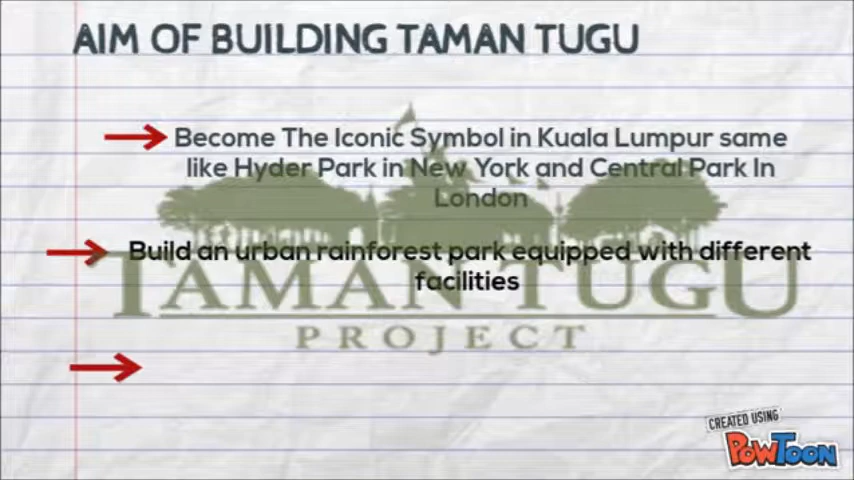 AIM OF BUILDING TAMAN TUGU
Become The Iconic Symbol in Kuala Lumpur same
like Hyder Park in New York and Central Park In
London
Build an urban rainforest park equipped with different
facilities
TAMAN TUGU
PROJECT
CREATED USING
POWTOON